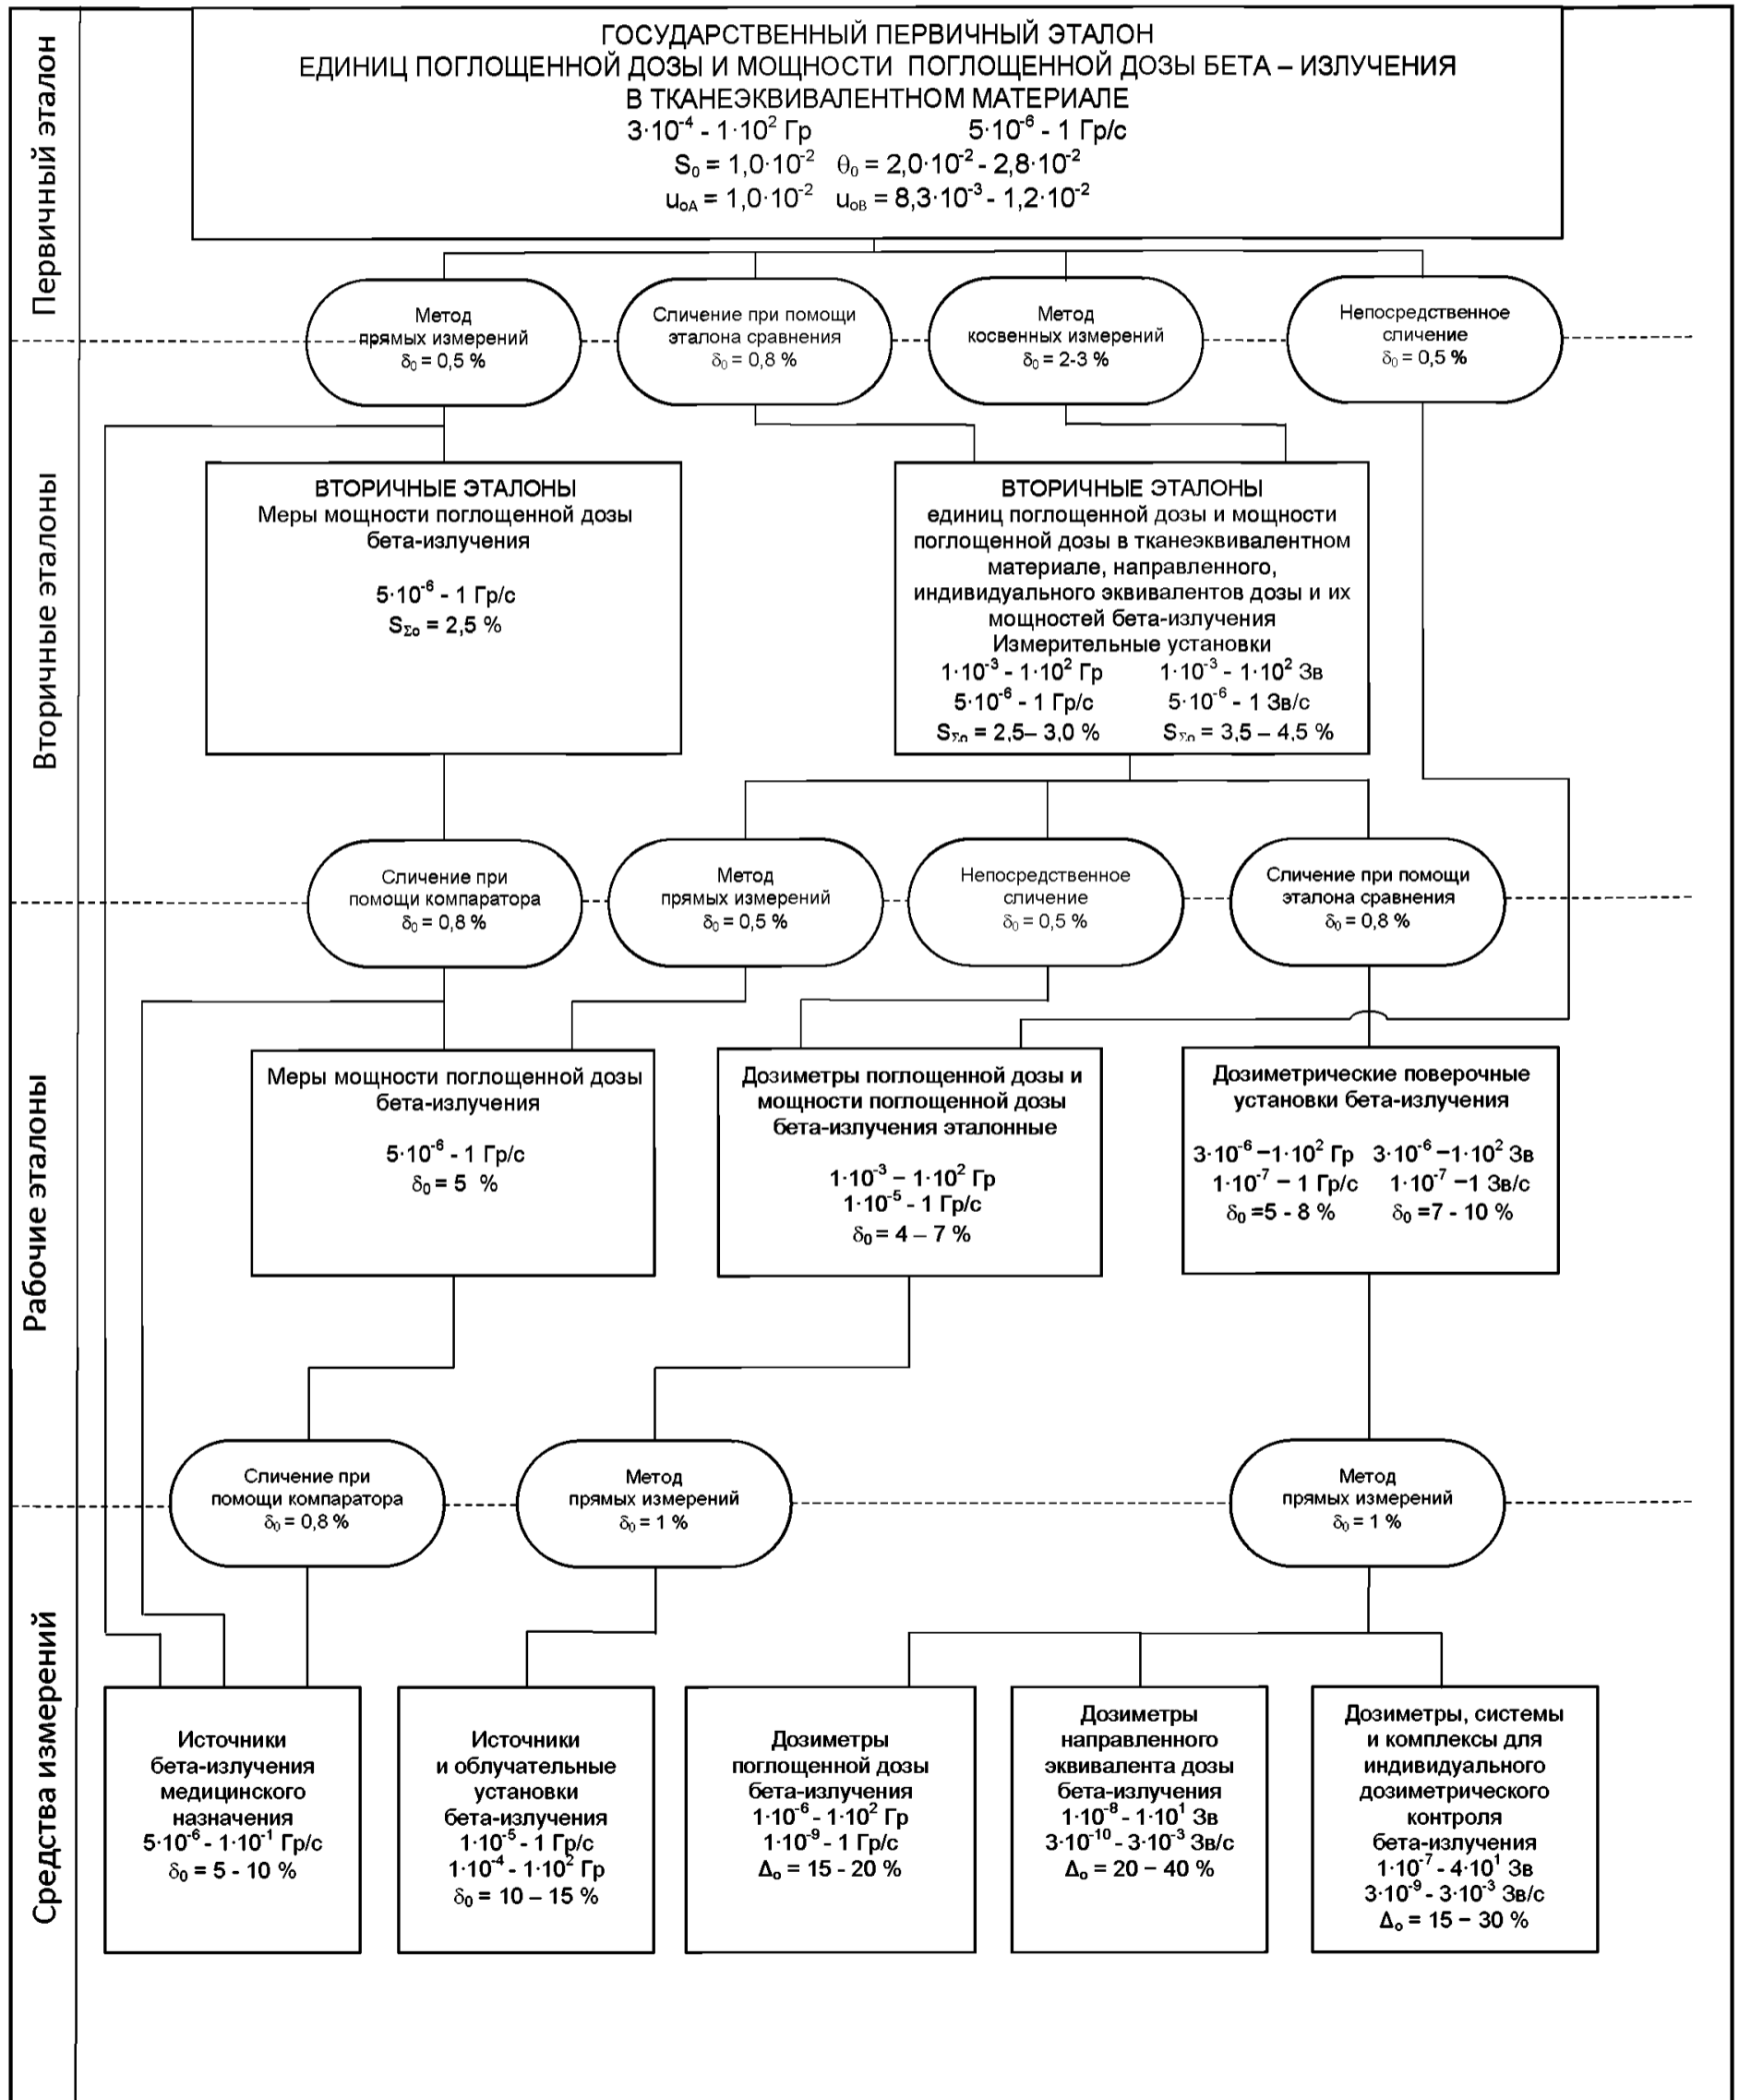 Первичный эталон
ГОСУДАРСТВЕННЫЙ ПЕРВИЧНЫЙ ЭТАЛОН
ЕДИНИЦ ПОГЛОЩЕННОЙ ДОЗЫ И МОЩНОСТИ ПОГЛОЩЕННОЙ ДОЗЫ БЕТА – ИЗЛУЧЕНИЯ
В ТКАНЕЭКВИВАЛЕНТНОМ МАТЕРИАЛЕ
3·10⁻⁴ - 1·10² Гр 5·10⁻⁶ - 1 Гр/с
S₀ = 1,0·10⁻² θ₀ = 2,0·10⁻² - 2,8·10⁻²
uₒA = 1,0·10⁻² uₒB = 8,3·10⁻³ - 1,2·10⁻²
Метод
прямых измерений
δ₀ = 0,5 %
Сличение при помощи
эталона сравнения
δ₀ = 0,8 %
Метод
косвенных измерений
δ₀ = 2-3 %
Непосредственное
сличение
δ₀ = 0,5 %
Вторичные эталоны
ВТОРИЧНЫЕ ЭТАЛОНЫ
Меры мощности поглощенной дозы
бета-излучения
5·10⁻⁶ - 1 Гр/с
SΣₒ = 2,5 %
ВТОРИЧНЫЕ ЭТАЛОНЫ
единиц поглощенной дозы и мощности
поглощенной дозы в тканеэквивалентном
материале, направленного,
индивидуального эквивалентов дозы и их
мощностей бета-излучения
Измерительные установки
1·10⁻³ - 1·10² Гр 1·10⁻³ - 1·10² Зв
5·10⁻⁶ - 1 Гр/с 5·10⁻⁶ - 1 Зв/с
SΣₒ = 2,5– 3,0 % SΣₒ = 3,5 – 4,5 %
Сличение при
помощи компаратора
δ₀ = 0,8 %
Метод
прямых измерений
δ₀ = 0,5 %
Непосредственное
сличение
δ₀ = 0,5 %
Сличение при помощи
эталона сравнения
δ₀ = 0,8 %
Рабочие эталоны
Меры мощности поглощенной дозы
бета-излучения
5·10⁻⁶ - 1 Гр/с
δ₀ = 5 %
Дозиметры поглощенной дозы и
мощности поглощенной дозы
бета-излучения эталонные
1·10⁻³ – 1·10² Гр
1·10⁻⁵ - 1 Гр/с
δ₀ = 4 – 7 %
Дозиметрические поверочные
установки бета-излучения
3·10⁻⁶ –1·10² Гр 3·10⁻⁶ –1·10² Зв
1·10⁻⁷ – 1 Гр/с 1·10⁻⁷ –1 Зв/с
δ₀ =5 - 8 % δ₀ =7 - 10 %
Сличение при
помощи компаратора
δ₀ = 0,8 %
Метод
прямых измерений
δ₀ = 1 %
Метод
прямых измерений
δ₀ = 1 %
Средства измерений
Источники
бета-излучения
медицинского
назначения
5·10⁻⁶ - 1·10⁻¹ Гр/с
δ₀ = 5 - 10 %
Источники
и облучательные
установки
бета-излучения
1·10⁻⁵ - 1 Гр/с
1·10⁻⁴ - 1·10² Гр
δ₀ = 10 – 15 %
Дозиметры
поглощенной дозы
бета-излучения
1·10⁻⁶ - 1·10² Гр
1·10⁻⁹ - 1 Гр/с
Δₒ = 15 - 20 %
Дозиметры
направленного
эквивалента дозы
бета-излучения
1·10⁻⁸ - 1·10¹ Зв
3·10⁻¹⁰ - 3·10⁻³ Зв/с
Δₒ = 20 – 40 %
Дозиметры, системы
и комплексы для
индивидуального
дозиметрического
контроля
бета-излучения
1·10⁻⁷ - 4·10¹ Зв
3·10⁻⁹ - 3·10⁻³ Зв/с
Δₒ = 15 – 30 %